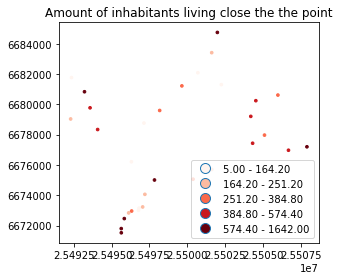 Amount of inhabitants living close the the point
6684000
6682000
6680000
6678000
6676000
6674000
6672000
5.00 - 164.20
164.20 - 251.20
251.20 - 384.80
384.80 - 574.40
574.40 - 1642.00
2.54925 2.54950 2.54975 2.55000 2.55025 2.55050 2.55075
1e7